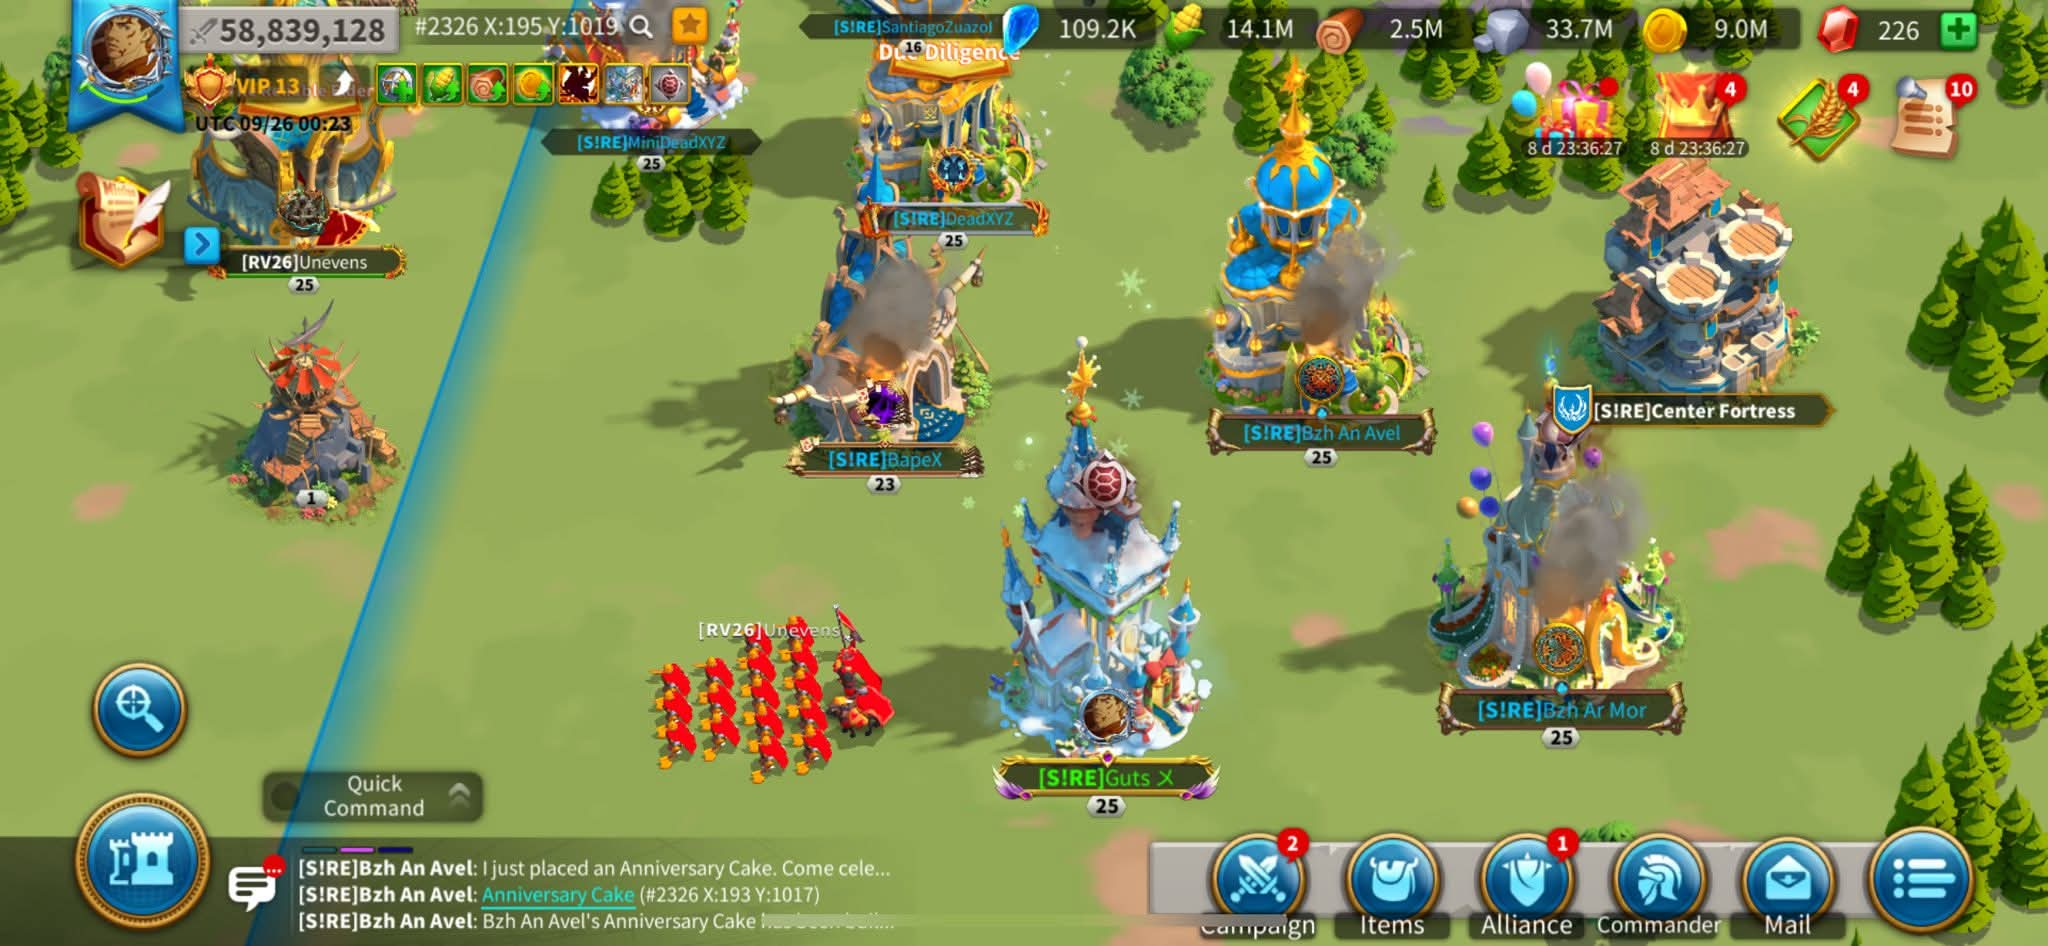 58,839,128
#2326 X:195 Y:1019
[S!RE]SantiagoZuazol
16
Due Diligence
109.2K
14.1M
2.5M
33.7M
9.0M
226
VIP 13
UTC 09/26 00:23
[S!RE]MiniDeadXYZ
25
8 d 23:36:27
4
8 d 23:36:27
4
10
[S!RE]DeadXYZ
25
[RV26]Unevens
25
[S!RE]Center Fortress
[S!RE]Bzh An Avel
25
[S!RE]BapeX
23
1
[RV26]Unevens
[S!RE]Bzh Ar Mor
25
[S!RE]Guts メ
25
Quick
Command
[S!RE]Bzh An Avel: I just placed an Anniversary Cake. Come cele...
[S!RE]Bzh An Avel: Anniversary Cake (#2326 X:193 Y:1017)
[S!RE]Bzh An Avel: Bzh An Avel's Anniversary Cake
2
1
Campaign
Items
Alliance
Commander
Mail